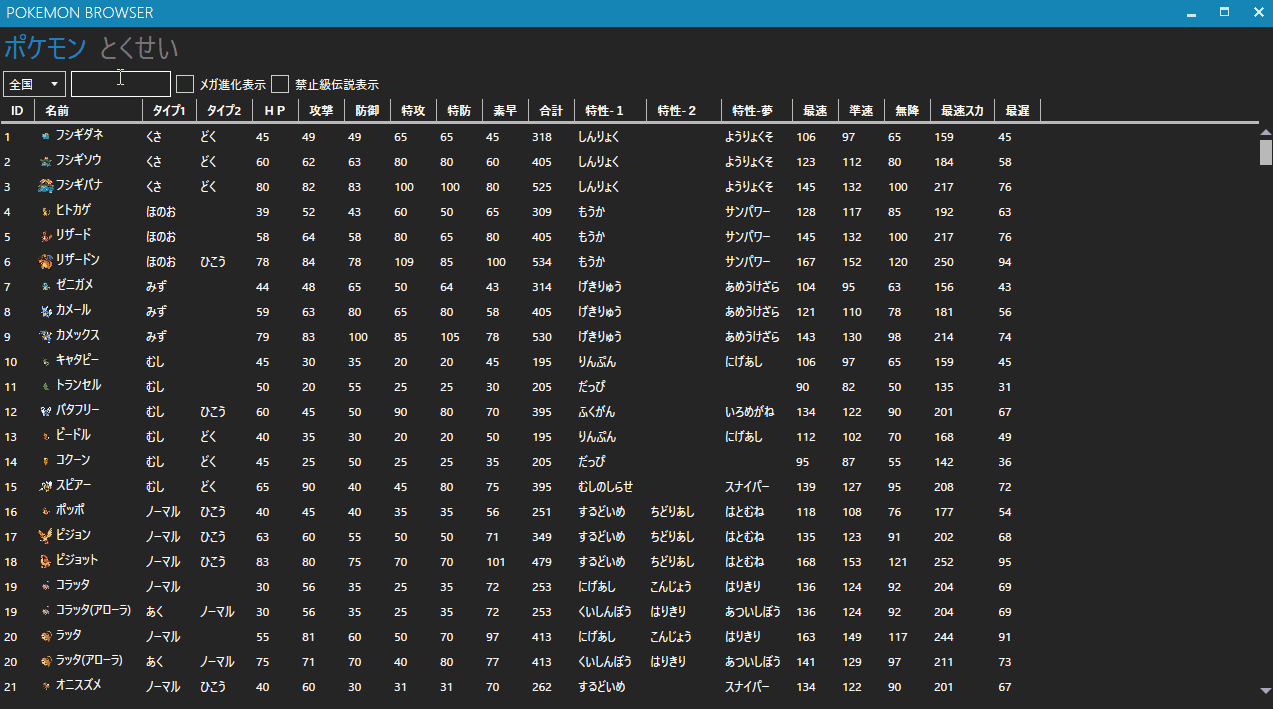 POKEMON BROWSER
ポケモン とくせい
全国 メガ進化表示 禁止級伝説表示
ID 名前 タイプ1 タイプ2 ＨＰ 攻撃 防御 特攻 特防 素早 合計 特性-１ 特性-２ 特性-夢 最速 準速 無降 最速スカ 最遅
1 フシギダネ くさ どく 45 49 49 65 65 45 318 しんりょく ようりょくそ 106 97 65 159 45
2 フシギソウ くさ どく 60 62 63 80 80 60 405 しんりょく ようりょくそ 123 112 80 184 58
3 フシギバナ くさ どく 80 82 83 100 100 80 525 しんりょく ようりょくそ 145 132 100 217 76
4 ヒトカゲ ほのお 39 52 43 60 50 65 309 もうか サンパワー 128 117 85 192 63
5 リザード ほのお 58 64 58 80 65 80 405 もうか サンパワー 145 132 100 217 76
6 リザードン ほのお ひこう 78 84 78 109 85 100 534 もうか サンパワー 167 152 120 250 94
7 ゼニガメ みず 44 48 65 50 64 43 314 げきりゅう あめうけざら 104 95 63 156 43
8 カメール みず 59 63 80 65 80 58 405 げきりゅう あめうけざら 121 110 78 181 56
9 カメックス みず 79 83 100 85 105 78 530 げきりゅう あめうけざら 143 130 98 214 74
10 キャタピー むし 45 30 35 20 20 45 195 りんぷん にげあし 106 97 65 159 45
11 トランセル むし 50 20 55 25 25 30 205 だっぴ 90 82 50 135 31
12 バタフリー むし ひこう 60 45 50 90 80 70 395 ふくがん いろめがね 134 122 90 201 67
13 ビードル むし どく 40 35 30 20 20 50 195 りんぷん にげあし 112 102 70 168 49
14 コクーン むし どく 45 25 50 25 25 35 205 だっぴ 95 87 55 142 36
15 スピアー むし どく 65 90 40 45 80 75 395 むしのしらせ スナイパー 139 127 95 208 72
16 ポッポ ノーマル ひこう 40 45 40 35 35 56 251 するどいめ ちどりあし はとむね 118 108 76 177 54
17 ピジョン ノーマル ひこう 63 60 55 50 50 71 349 するどいめ ちどりあし はとむね 135 123 91 202 68
18 ピジョット ノーマル ひこう 83 80 75 70 70 101 479 するどいめ ちどりあし はとむね 168 153 121 252 95
19 コラッタ ノーマル 30 56 35 25 35 72 253 にげあし こんじょう はりきり 136 124 92 204 69
19 コラッタ(アローラ) あく ノーマル 30 56 35 25 35 72 253 くいしんぼう はりきり あついしぼう 136 124 92 204 69
20 ラッタ ノーマル 55 81 60 50 70 97 413 にげあし こんじょう はりきり 163 149 117 244 91
20 ラッタ(アローラ) あく ノーマル 75 71 70 40 80 77 413 くいしんぼう はりきり あついしぼう 141 129 97 211 73
21 オニスズメ ノーマル ひこう 40 60 30 31 31 70 262 するどいめ スナイパー 134 122 90 201 67